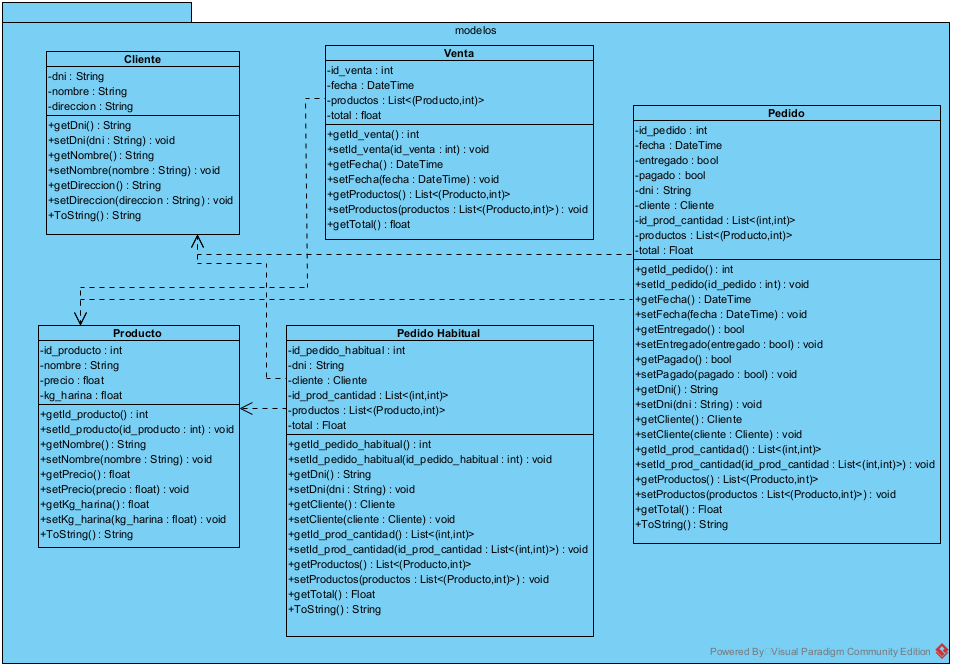 modelos
Cliente
-dni : String
-nombre : String
-direccion : String
+getDni() : String
+setDni(dni : String) : void
+getNombre() : String
+setNombre(nombre : String) : void
+getDireccion() : String
+setDireccion(direccion : String) : void
+ToString() : String
Venta
-id_venta : int
-fecha : DateTime
-productos : List<(Producto,int)>
-total : float
+getId_venta() : int
+setId_venta(id_venta : int) : void
+getFecha() : DateTime
+setFecha(fecha : DateTime) : void
+getProductos() : List<(Producto,int)>
+setProductos(productos : List<(Producto,int)>) : void
+getTotal() : float
Pedido
-id_pedido : int
-fecha : DateTime
-entregado : bool
-pagado : bool
-dni : String
-cliente : Cliente
-id_prod_cantidad : List<(int,int)>
-productos : List<(Producto,int)>
-total : Float
+getId_pedido() : int
+setId_pedido(id_pedido : int) : void
+getFecha() : DateTime
+setFecha(fecha : DateTime) : void
+getEntregado() : bool
+setEntregado(entregado : bool) : void
+getPagado() : bool
+setPagado(pagado : bool) : void
+getDni() : String
+setDni(dni : String) : void
+getCliente() : Cliente
+setCliente(cliente : Cliente) : void
+getId_prod_cantidad() : List<(int,int)>
+setId_prod_cantidad(id_prod_cantidad : List<(int,int)>) : void
+getProductos() : List<(Producto,int)>
+setProductos(productos : List<(Producto,int)>) : void
+getTotal() : Float
+ToString() : String
Producto
-id_producto : int
-nombre : String
-precio : float
-kg_harina : float
+getId_producto() : int
+setId_producto(id_producto : int) : void
+getNombre() : String
+setNombre(nombre : String) : void
+getPrecio() : float
+setPrecio(precio : float) : void
+getKg_harina() : float
+setKg_harina(kg_harina : float) : void
+ToString() : String
Pedido Habitual
-id_pedido_habitual : int
-dni : String
-cliente : Cliente
-id_prod_cantidad : List<(int,int)>
-productos : List<(Producto,int)>
-total : Float
+getId_pedido_habitual() : int
+setId_pedido_habitual(id_pedido_habitual : int) : void
+getDni() : String
+setDni(dni : String) : void
+getCliente() : Cliente
+setCliente(cliente : Cliente) : void
+getId_prod_cantidad() : List<(int,int)>
+setId_prod_cantidad(id_prod_cantidad : List<(int,int)>) : void
+getProductos() : List<(Producto,int)>
+setProductos(productos : List<(Producto,int)>) : void
+getTotal() : Float
+ToString() : String
Powered By Visual Paradigm Community Edition